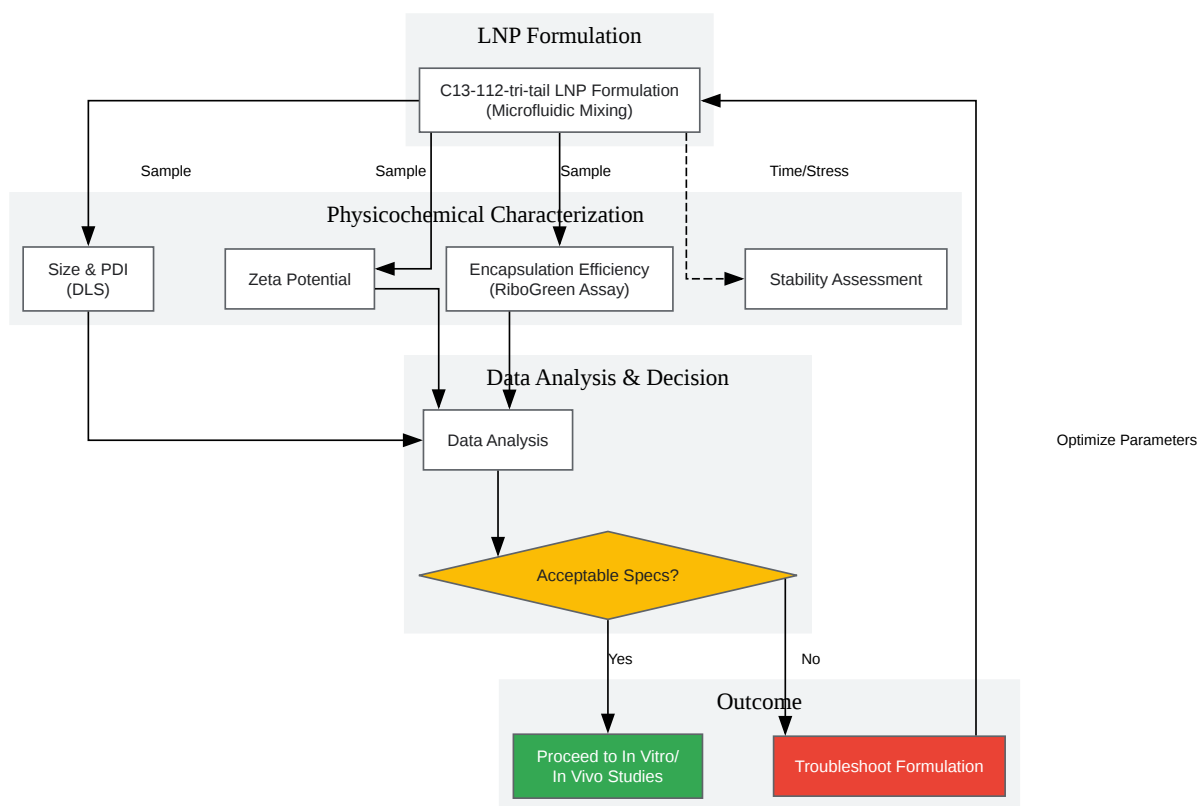 LNP Formulation
C13-112-tri-tail LNP Formulation
(Microfluidic Mixing)
Sample
Sample
Sample
Time/Stress
Physicochemical Characterization
Size & PDI
(DLS)
Zeta Potential
Encapsulation Efficiency
(RiboGreen Assay)
Stability Assessment
Data Analysis & Decision
Data Analysis
Optimize Parameters
Acceptable Specs?
Yes
No
Outcome
Proceed to In Vitro/
In Vivo Studies
Troubleshoot Formulation